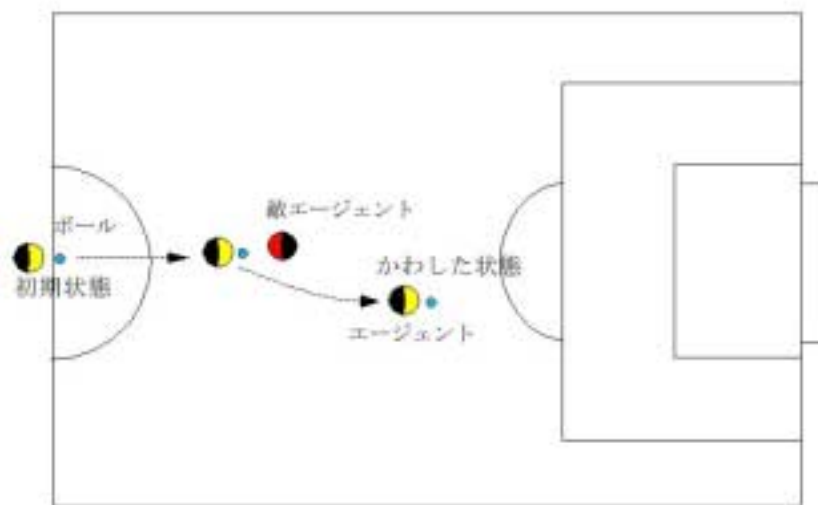 敵エージェント
ボール
かわした状態
初期状態
エージェント